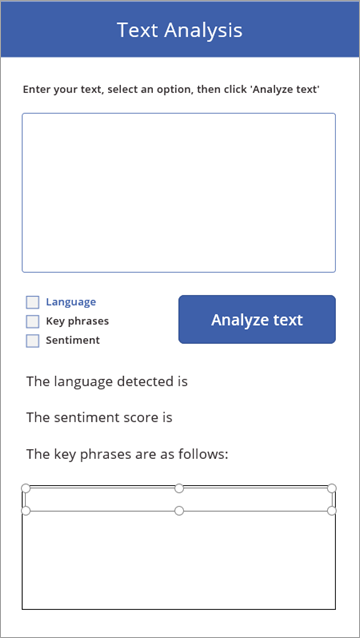 Text Analysis
Enter your text, select an option, then click 'Analyze text'
Language
Key phrases
Sentiment
Analyze text
The language detected is
The sentiment score is
The key phrases are as follows: